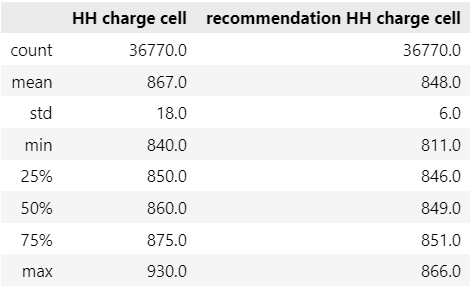 HH charge cell recommendation HH charge cell
count 36770.0 36770.0
mean 867.0 848.0
std 18.0 6.0
min 840.0 811.0
25% 850.0 846.0
50% 860.0 849.0
75% 875.0 851.0
max 930.0 866.0